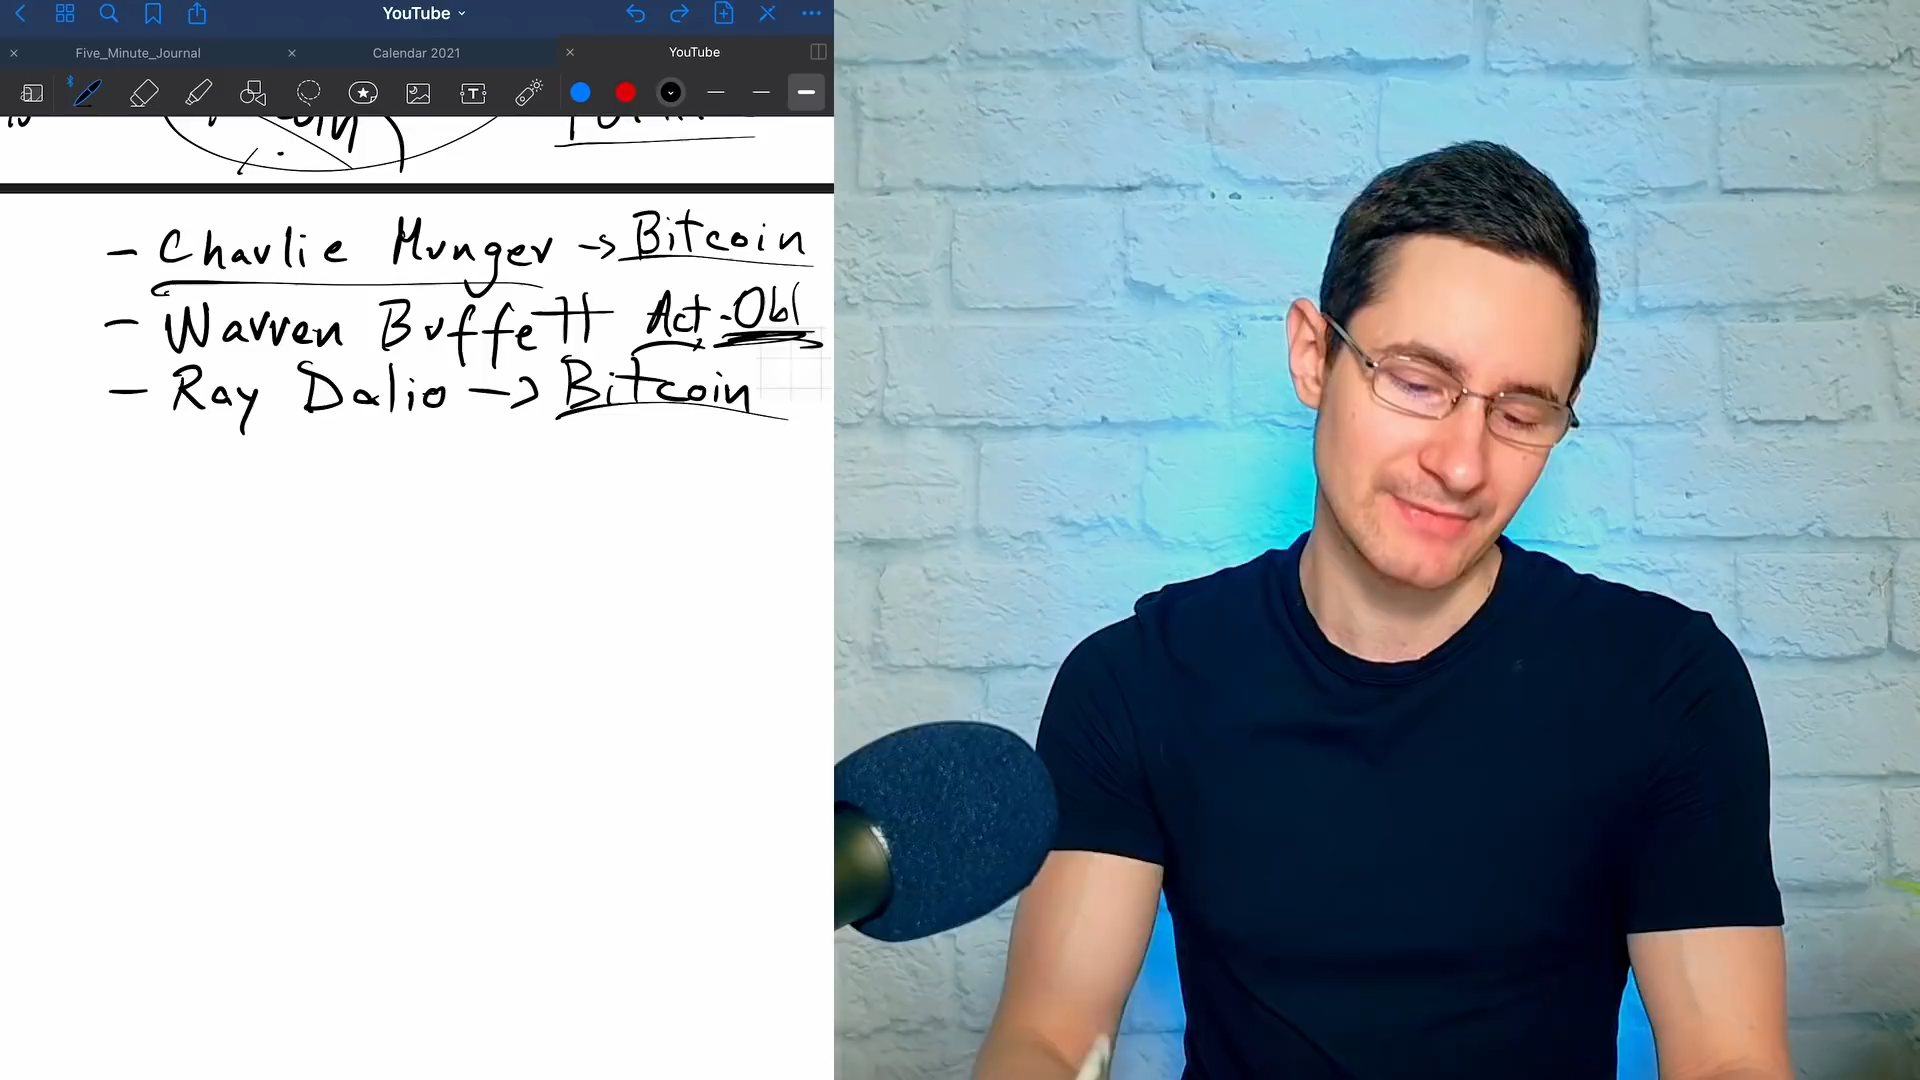 YouTube
Five_Minute_Journal
Calendar 2021
YouTube
- Charlie Munger -> Bitcoin
- Warren Buffett Act - Obl
- Ray Dalio -> Bitcoin